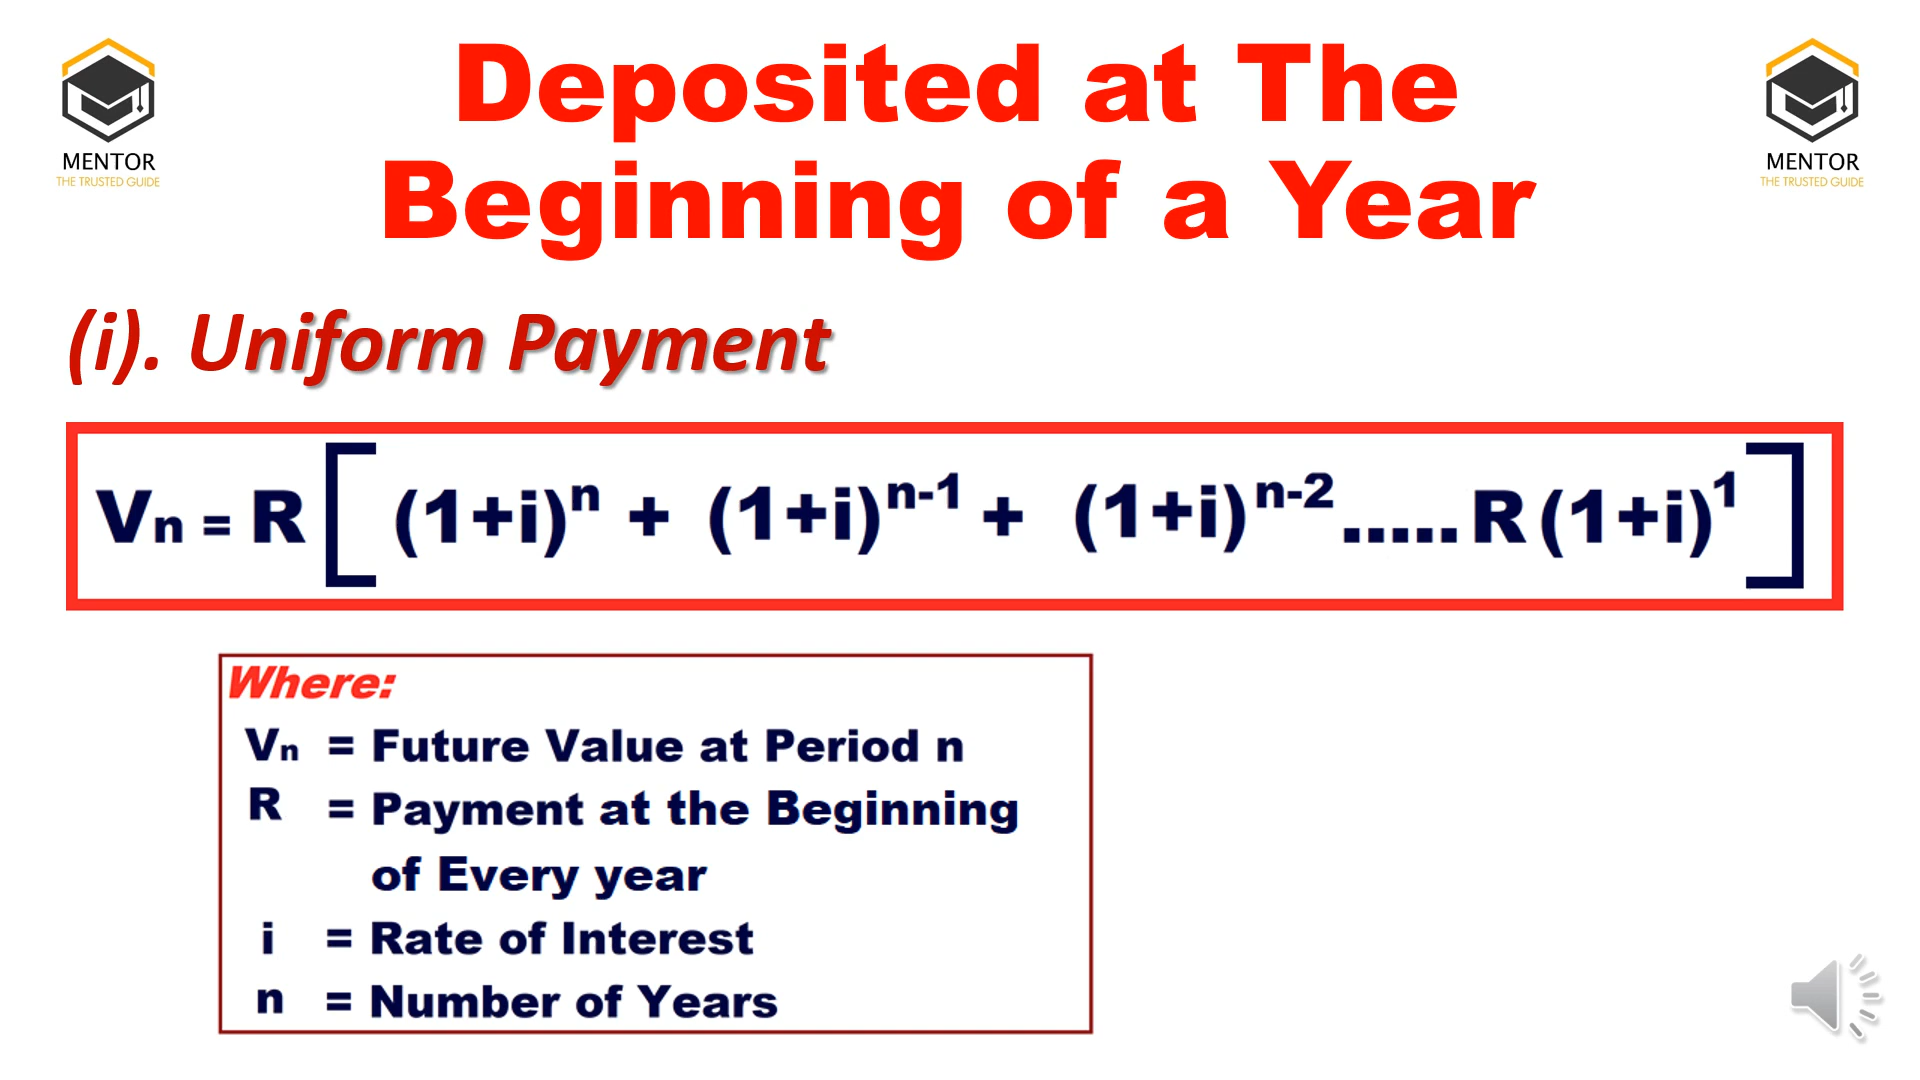 Deposited at The
Beginning of a Year
MENTOR
THE TRUSTED GUIDE
MENTOR
THE TRUSTED GUIDE
(i). Uniform Payment
Vn = R [ (1+i)^n + (1+i)^n-1 + (1+i)^n-2 ..... R (1+i)^1 ]
Where:
Vn = Future Value at Period n
R = Payment at the Beginning
of Every year
i = Rate of Interest
n = Number of Years